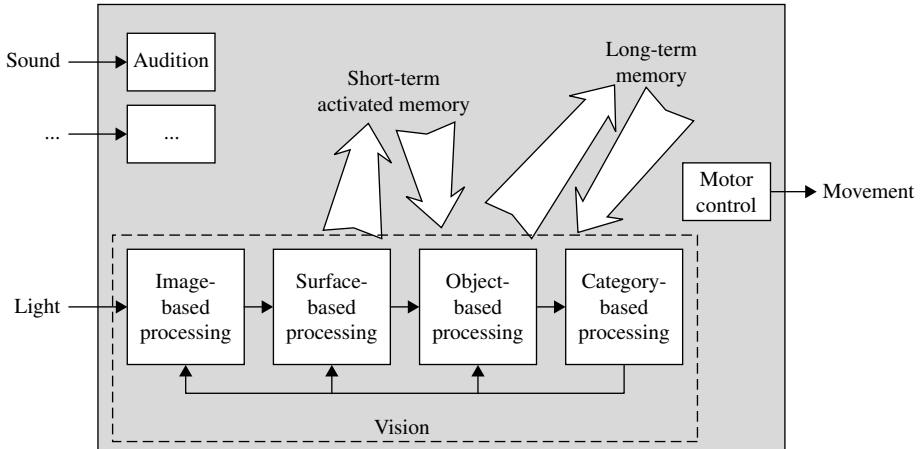 Sound
Audition
Short-term
activated memory
Long-term
memory
...
...
Motor
control
Movement
Light
Image-
based
processing
Surface-
based
processing
Object-
based
processing
Category-
based
processing
Vision